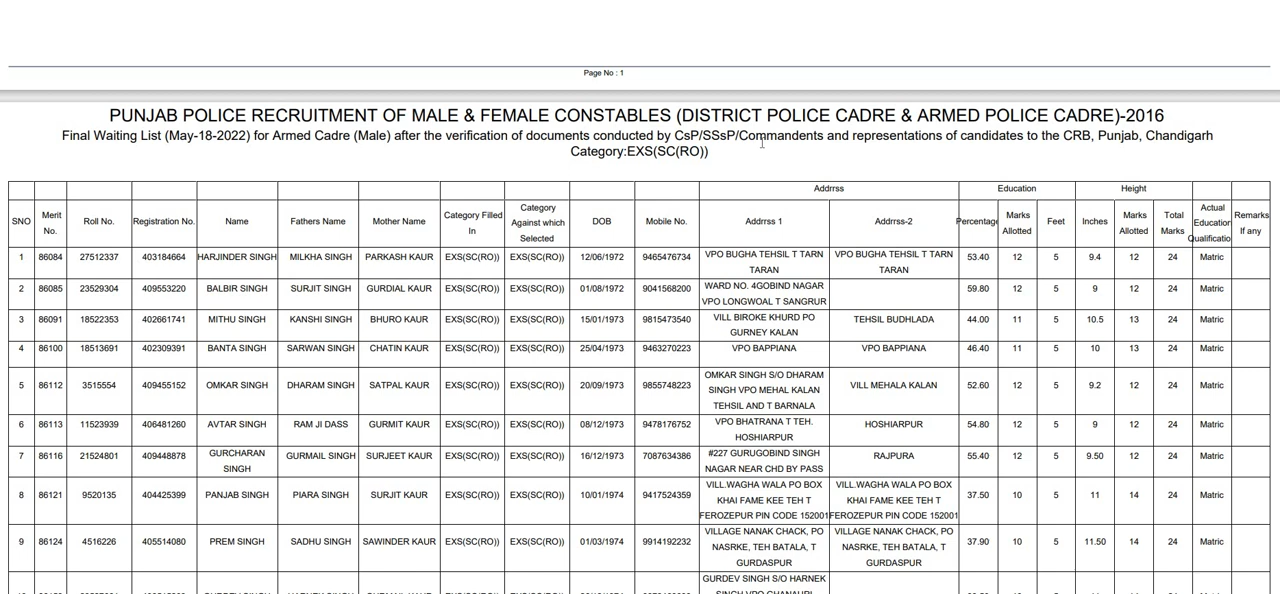 Page No : 1
PUNJAB POLICE RECRUITMENT OF MALE & FEMALE CONSTABLES (DISTRICT POLICE CADRE & ARMED POLICE CADRE)-2016
Final Waiting List (May-18-2022) for Armed Cadre (Male) after the verification of documents conducted by CsP/SSsP/Commandents and representations of candidates to the CRB, Punjab, Chandigarh
Category:EXS(SC(RO))
Addrrss Education Height
SNO Merit No. Roll No. Registration No. Name Fathers Name Mother Name Category Filled In Category Against which Selected DOB Mobile No. Addrrss 1 Addrrss-2 Percentage Marks Allotted Feet Inches Marks Allotted Total Marks Actual Education Qualificatio Remarks If any
1 86084 27512337 403184664 HARJINDER SINGH MILKHA SINGH PARKASH KAUR EXS(SC(RO)) EXS(SC(RO)) 12/06/1972 9465476734 VPO BUGHA TEHSIL T TARN TARAN VPO BUGHA TEHSIL T TARN TARAN 53.40 12 5 9.4 12 24 Matric
2 86085 23529304 409553220 BALBIR SINGH SURJIT SINGH GURDIAL KAUR EXS(SC(RO)) EXS(SC(RO)) 01/08/1972 9041568200 WARD NO. 4GOBIND NAGAR VPO LONGWOAL T SANGRUR 59.80 12 5 9 12 24 Matric
3 86091 18522353 402661741 MITHU SINGH KANSHI SINGH BHURO KAUR EXS(SC(RO)) EXS(SC(RO)) 15/01/1973 9815473540 VILL BIROKE KHURD PO GURNEY KALAN TEHSIL BUDHLADA 44.00 11 5 10.5 13 24 Matric
4 86100 18513691 402309391 BANTA SINGH SARWAN SINGH CHATIN KAUR EXS(SC(RO)) EXS(SC(RO)) 25/04/1973 9463270223 VPO BAPPIANA VPO BAPPIANA 46.40 11 5 10 13 24 Matric
5 86112 3515554 409455152 OMKAR SINGH DHARAM SINGH SATPAL KAUR EXS(SC(RO)) EXS(SC(RO)) 20/09/1973 9855748223 OMKAR SINGH S/O DHARAM SINGH VPO MEHAL KALAN TEHSIL AND T BARNALA VILL MEHALA KALAN 52.60 12 5 9.2 12 24 Matric
6 86113 11523939 406481260 AVTAR SINGH RAM JI DASS GURMIT KAUR EXS(SC(RO)) EXS(SC(RO)) 08/12/1973 9478176752 VPO BHATRANA T TEH. HOSHIARPUR HOSHIARPUR 54.80 12 5 9 12 24 Matric
7 86116 21524801 409448878 GURCHARAN SINGH GURMAIL SINGH SURJEET KAUR EXS(SC(RO)) EXS(SC(RO)) 16/12/1973 7087634386 #227 GURUGOBIND SINGH NAGAR NEAR CHD BY PASS RAJPURA 55.40 12 5 9.50 12 24 Matric
8 86121 9520135 404425399 PANJAB SINGH PIARA SINGH SURJIT KAUR EXS(SC(RO)) EXS(SC(RO)) 10/01/1974 9417524359 VILL.WAGHA WALA PO BOX KHAI FAME KEE TEH T FEROZEPUR PIN CODE 152001 VILL.WAGHA WALA PO BOX KHAI FAME KEE TEH T FEROZEPUR PIN CODE 152001 37.50 10 5 11 14 24 Matric
9 86124 4516226 405514080 PREM SINGH SADHU SINGH SAWINDER KAUR EXS(SC(RO)) EXS(SC(RO)) 01/03/1974 9914192232 VILLAGE NANAK CHACK, PO NASRKE, TEH BATALA, T GURDASPUR VILLAGE NANAK CHACK, PO NASRKE, TEH BATALA, T GURDASPUR 37.90 10 5 11.50 14 24 Matric
GURDEV SINGH S/O HARNEK